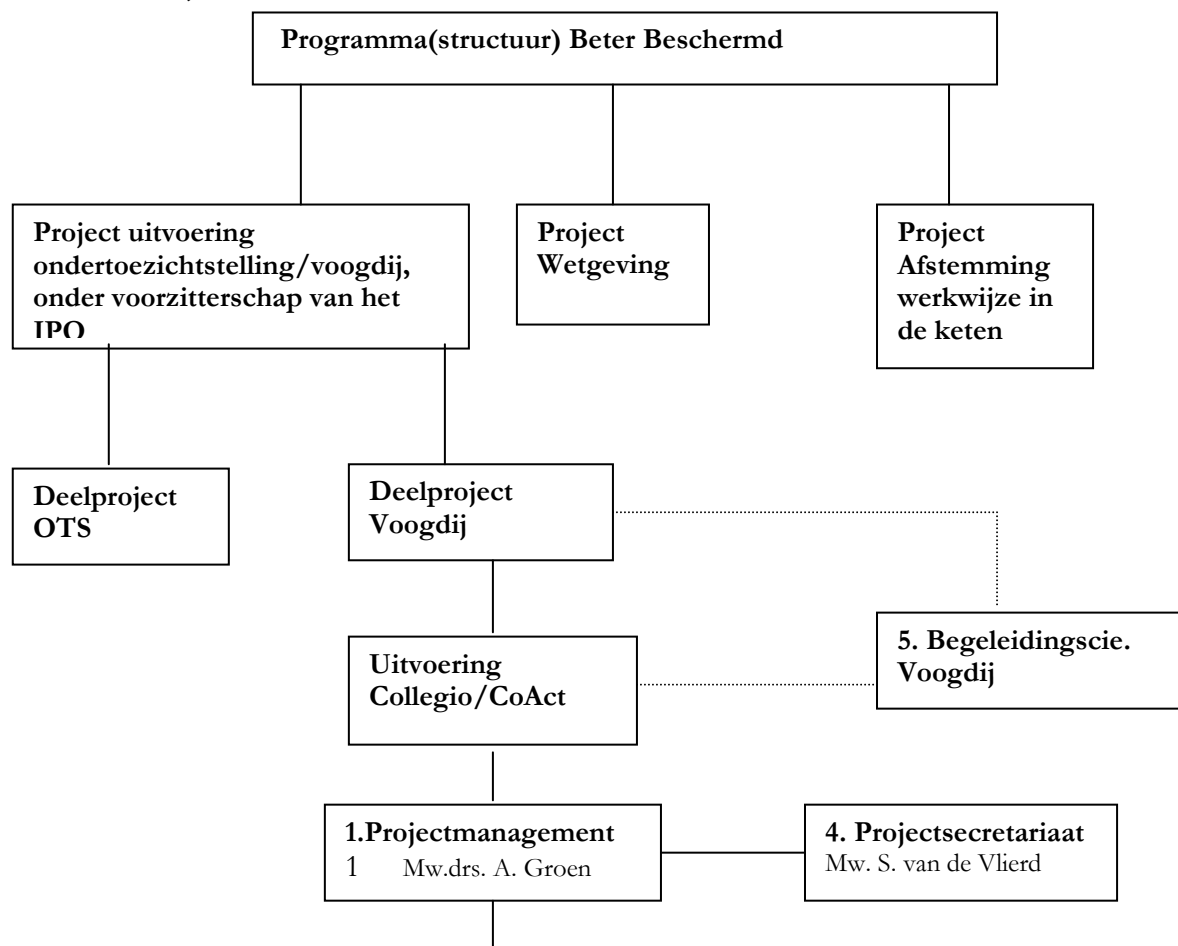 Programma(structuur) Beter Beschermd
Project uitvoering
ondertoezichtstelling/voogdij,
onder voorzitterschap van het
IPO
Project
Wetgeving
Project
Afstemming
werkwijze in
de keten
Deelproject
OTS
Deelproject
Voogdij
5. Begeleidingscie.
Voogdij
Uitvoering
Collegio/CoAct
1.Projectmanagement
1 Mw.drs. A. Groen
4. Projectsecretariaat
Mw. S. van de Vlierd